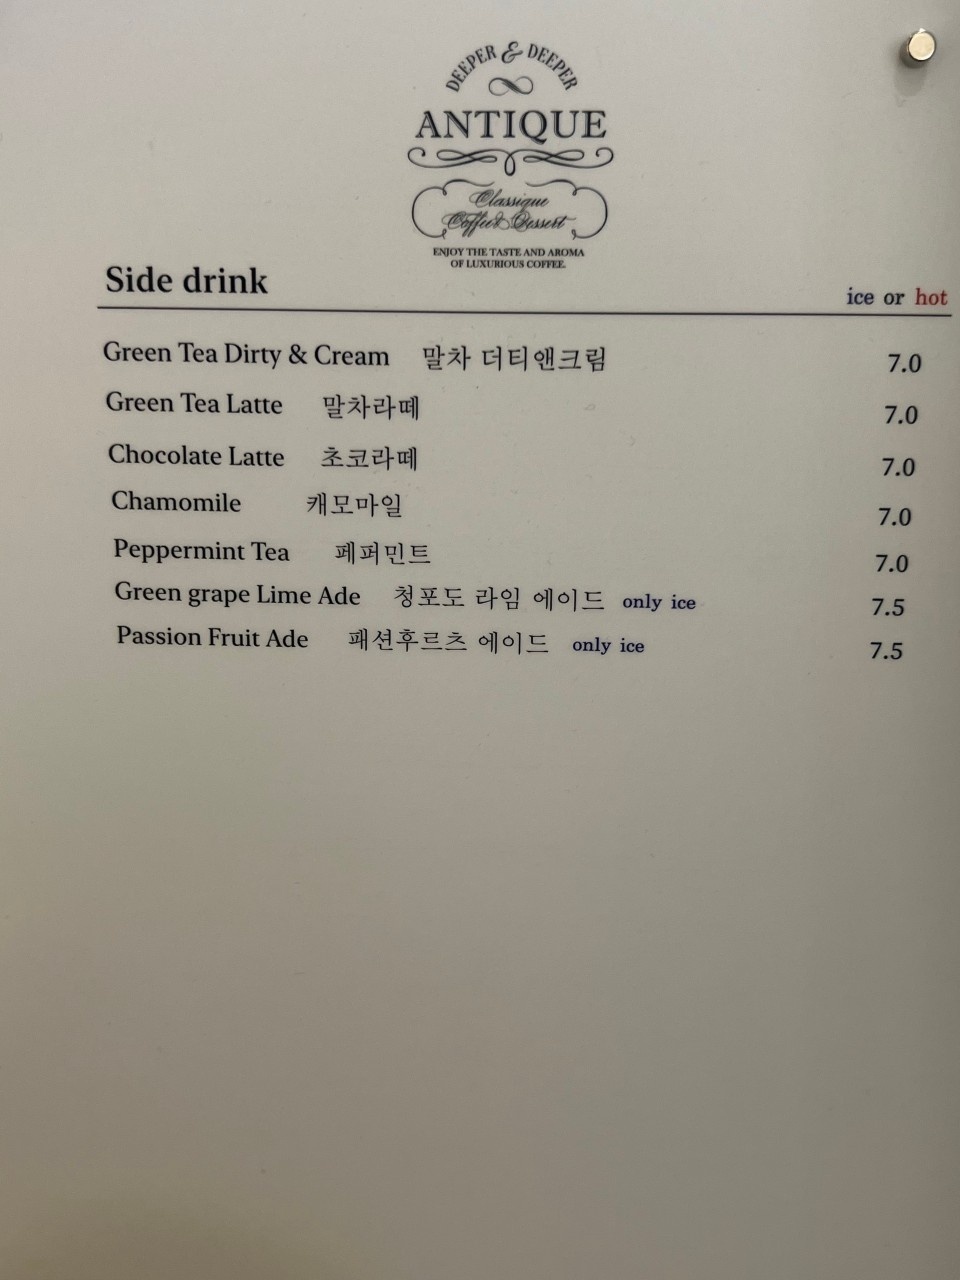 DEEPER & DEEPER
ANTIQUE
Classique
Coffee & Dessert
ENJOY THE TASTE AND AROMA
OF LUXURIOUS COFFEE.
Side drink ice or hot
Green Tea Dirty & Cream 말차 더티앤크림 7.0
Green Tea Latte 말차라떼 7.0
Chocolate Latte 초코라떼 7.0
Chamomile 캐모마일 7.0
Peppermint Tea 페퍼민트 7.0
Green grape Lime Ade 청포도 라임 에이드 only ice 7.5
Passion Fruit Ade 패션후르츠 에이드 only ice 7.5